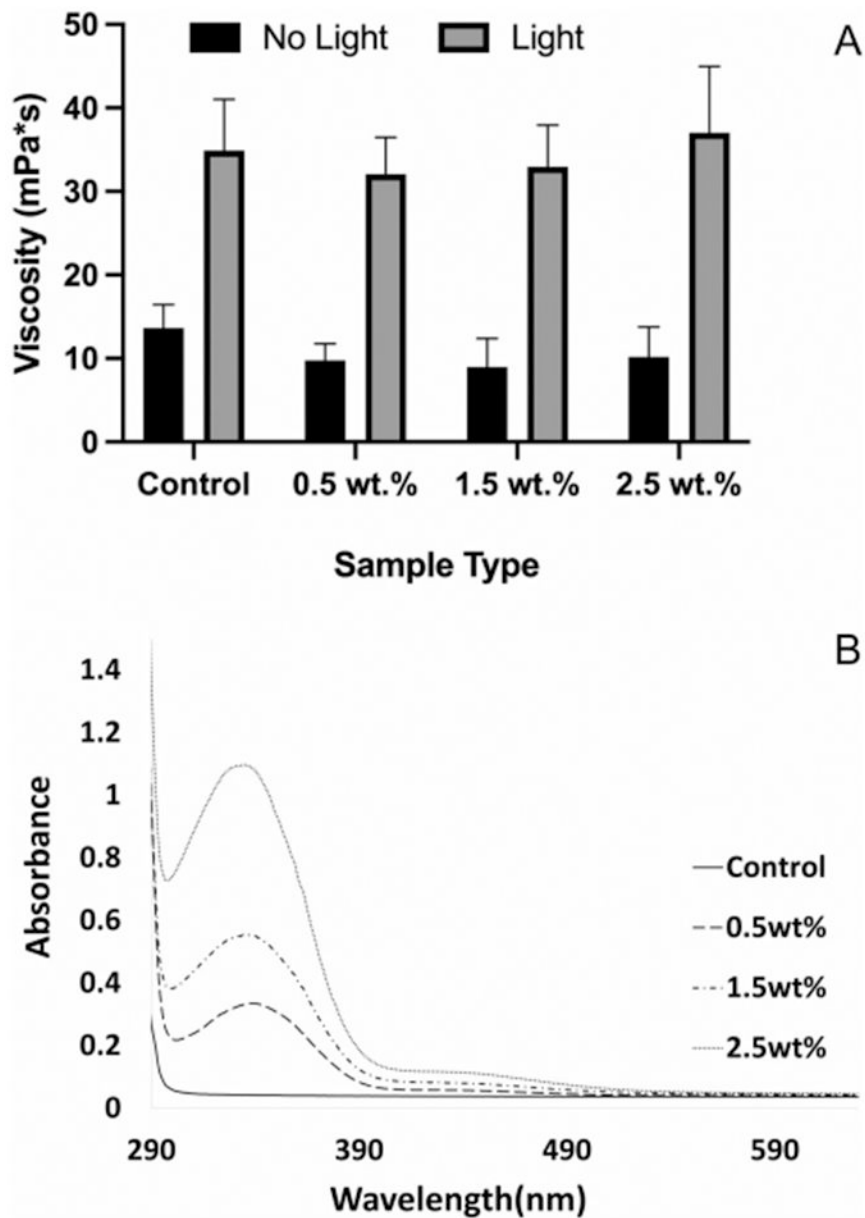 No Light Light A
50
40
30
20
10
0
Viscosity (mPa*s)
Control 0.5 wt.% 1.5 wt.% 2.5 wt.%
Sample Type
B
1.4
1.2
1
0.8
0.6
0.4
0.2
0
Absorbance
Control
0.5wt%
1.5wt%
2.5wt%
290 390 490 590
Wavelength(nm)